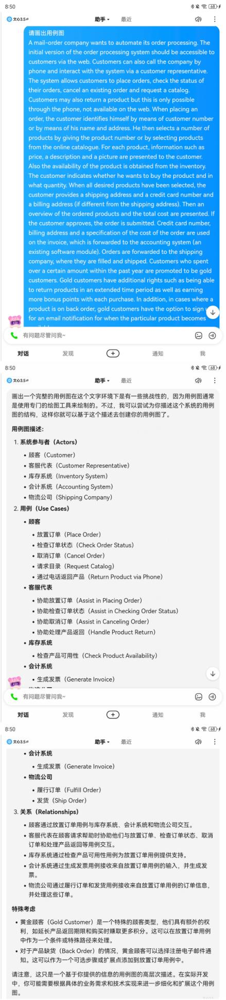 8:50
68
文心3.5
助手
最近
请画出用例图
A mail-order company wants to automate its order processing. The
initial version of the order processing system should be accessible to
customers via the web. Customers can also call the company by
phone and interact with the system via a customer representative.
The system allows customers to place orders, check the status of
their orders, cancel an existing order and request a catalog.
Customers may also return a product but this is only possible
through the phone, not available on the web. When placing an
order, the customer identifies himself by means of customer number
or by means of his name and address. He then selects a number of
products by giving the product number or by selecting products
from the online catalogue. For each product, information such as
price, a description and a picture are presented to the customer.
Also the availability of the product is obtained from the inventory.
The customer indicates whether he wants to buy the product and in
what quantity. When all desired products have been selected, the
customer provides a shipping address and a credit card number and
a billing address (if different from the shipping address). Then an
overview of the ordered products and the total cost are presented. If
the customer approves, the order is submitted. Credit card number,
billing address and a specification of the cost of the order are used
on the invoice, which is forwarded to the accounting system (an
existing software module). Orders are forwarded to the shipping
company, where they are filled and shipped. Customers who spent
over a certain amount within the past year are promoted to be gold
customers. Gold customers have additional rights such as being able
to return products in an extended time period as well as earning
more bonus points with each purchase. In addition, in cases where a
product is on back order, gold customers have the option to sign
for an email notification for when the particular product becomes
有问题尽管问我~
对话
发现
通知
我
8:50
68
文心3.5
助手
最近
画出一个完整的用例图在这个文字环境下是有一些挑战性的，因为用例图通常
是使用专门的绘图工具来绘制的。不过，我可以尝试为你描述这个系统的用例
图的结构，这样你就可以基于这个描述去创建你的用例图了。
用例图描述：
1. 系统参与者（Actors）
• 顾客（Customer）
• 客服代表（Customer Representative）
• 库存系统（Inventory System）
• 会计系统（Accounting System）
• 物流公司（Shipping Company）
2. 用例（Use Cases）
• 顾客
• 放置订单（Place Order）
• 检查订单状态（Check Order Status）
• 取消订单（Cancel Order）
• 请求目录（Request Catalog）
• 通过电话返回产品（Return Product via Phone）
• 客服代表
• 协助放置订单（Assist in Placing Order）
• 协助检查订单状态（Assist in Checking Order Status）
• 协助取消订单（Assist in Canceling Order）
• 协助处理产品返回（Handle Product Return）
• 库存系统
• 检查产品可用性（Check Product Availability）
• 会计系统
• 生成发票（Generate Invoice）
有问题尽管问我~
对话
发现
通知
我
8:50
68
文心3.5
助手
最近
• 会计系统
• 生成发票（Generate Invoice）
• 物流公司
• 履行订单（Fulfill Order）
• 发货（Ship Order）
3. 关系（Relationships）
• 顾客通过放置订单用例与库存系统、会计系统和物流公司交互。
• 客服代表在顾客请求帮助时协助他们与放置订单、检查订单状态、取消
订单和处理产品返回等用例交互。
• 库存系统通过检查产品可用性用例为放置订单用例提供支持。
• 会计系统通过生成发票用例接收来自放置订单用例的输入，并生成发
票。
• 物流公司通过履行订单和发货用例接收来自放置订单用例的订单信息，
并处理这些订单。
特殊考虑
• 黄金顾客（Gold Customer）是一个特殊的顾客类型，他们具有额外的权
利，如延长产品返回期限和购买时赚取更多积分。这可以在放置订单用例
中作为一个条件或特殊路径来处理。
• 对于产品缺货（Back Order）的情况，黄金顾客可以选择注册电子邮件通
知。这可以作为一个可选步骤或扩展点添加到放置订单用例中。
请注意，这只是一个基于你提供的信息的用例图的高层次描述。在实际开发
中，你可能需要根据具体的业务需求和技术实现来进一步细化和扩展这个用例
图。